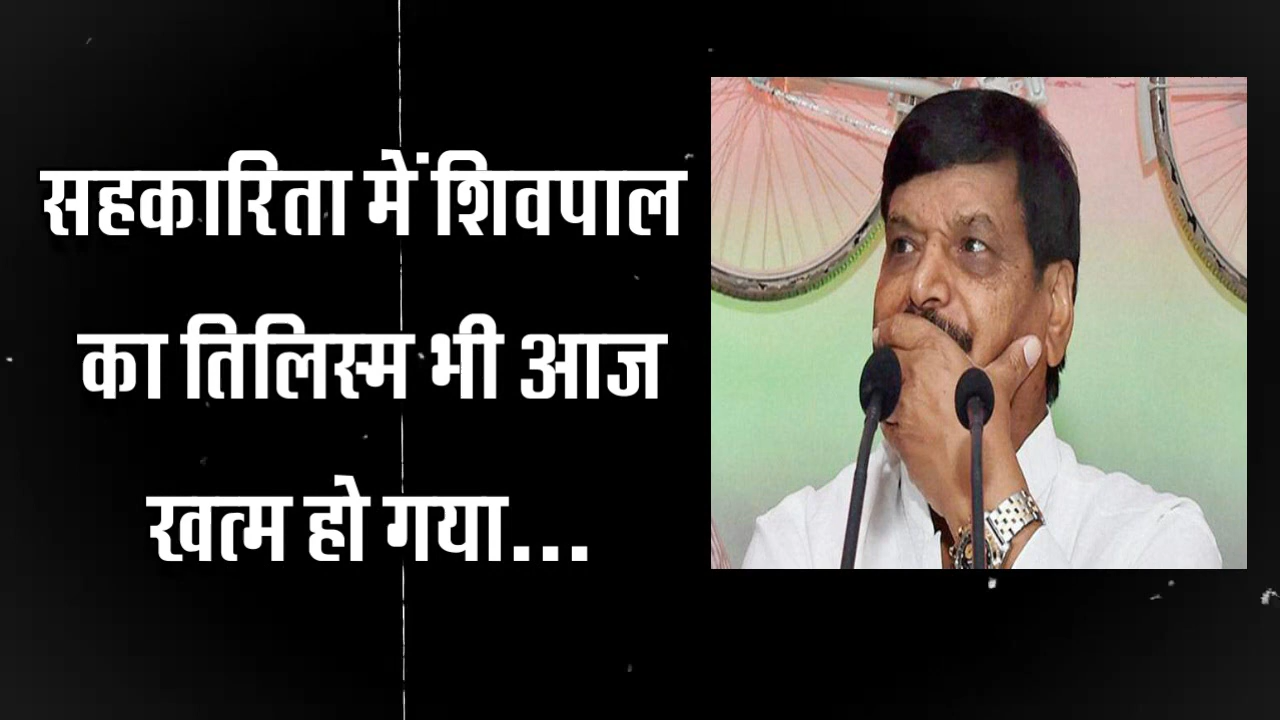 सहकारिता में शिवपाल
का तिलिस्म भी आज
खत्म हो गया...